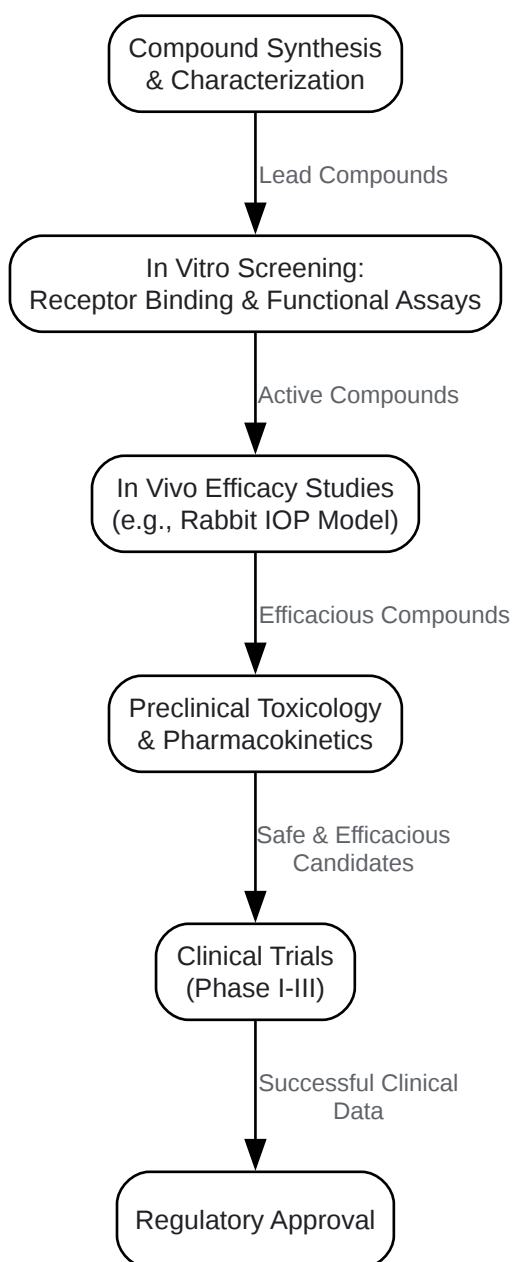 Compound Synthesis
& Characterization
Lead Compounds
In Vitro Screening:
Receptor Binding & Functional Assays
Active Compounds
In Vivo Efficacy Studies
(e.g., Rabbit IOP Model)
Efficacious Compounds
Preclinical Toxicology
& Pharmacokinetics
Safe & Efficacious
Candidates
Clinical Trials
(Phase I-III)
Successful Clinical
Data
Regulatory Approval